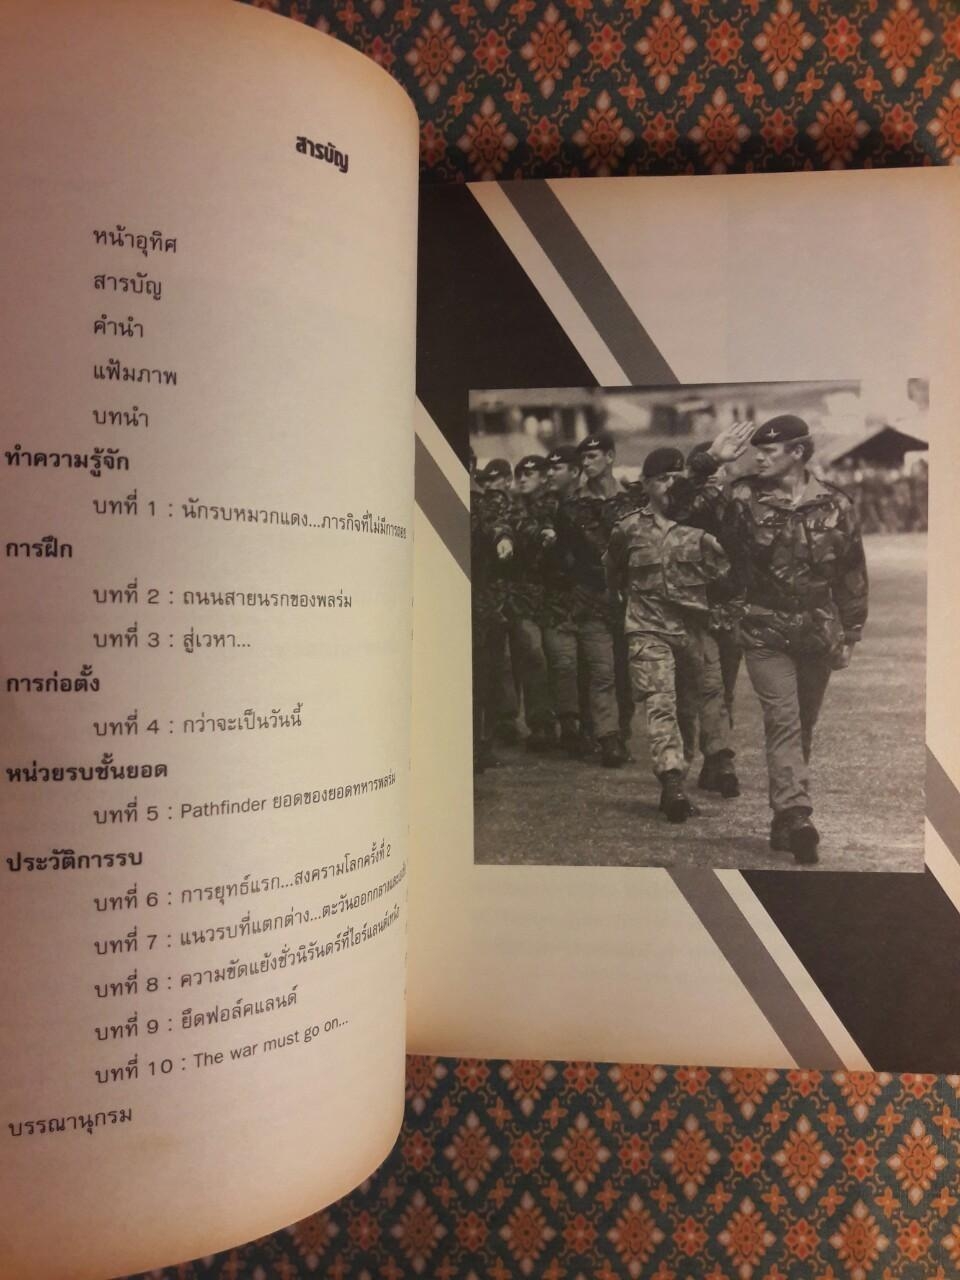 สารบัญ
หน้าอุทิศ
สารบัญ
คำนำ
แฟ้มภาพ
บทนำ
ทำความรู้จัก
บทที่ 1 : นักรบหมวกแดง...ภารกิจที่ไม่มีการถอย
การฝึก
บทที่ 2 : ถนนสายนรกของพลร่ม
บทที่ 3 : สู่เวหา...
การก่อตั้ง
บทที่ 4 : กว่าจะเป็นวันนี้
หน่วยรบชั้นยอด
บทที่ 5 : Pathfinder ยอดของยอดทหารพลร่ม
ประวัติการรบ
บทที่ 6 : การยุทธ์แรก...สงครามโลกครั้งที่ 2
บทที่ 7 : แนวรบที่แตกต่าง...ตะวันออกกลางและ
บทที่ 8 : ความขัดแย้งชั่วนิรันดร์ที่ไอร์แลนด์เหนือ
บทที่ 9 : ยึดฟอล์คแลนด์
บทที่ 10 : The war must go on...
บรรณานุกรม